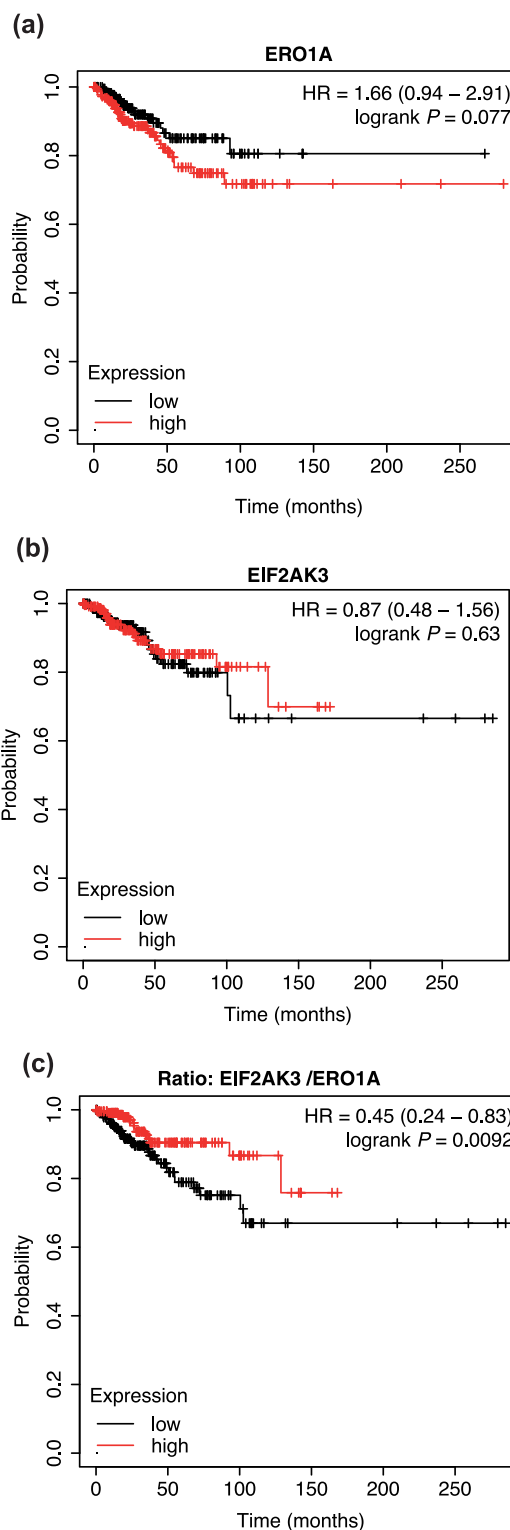 (a)
ERO1A
HR = 1.66 (0.94 – 2.91)
logrank P = 0.077
Probability
1.0
0.8
0.6
0.4
0.2
0.0
Expression
low
high
0 50 100 150 200 250
Time (months)
(b)
EIF2AK3
HR = 0.87 (0.48 – 1.56)
logrank P = 0.63
Probability
1.0
0.8
0.6
0.4
0.2
0.0
Expression
low
high
0 50 100 150 200 250
Time (months)
(c)
Ratio: EIF2AK3 /ERO1A
HR = 0.45 (0.24 – 0.83)
logrank P = 0.0092
Probability
1.0
0.8
0.6
0.4
0.2
0.0
Expression
low
high
0 50 100 150 200 250
Time (months)